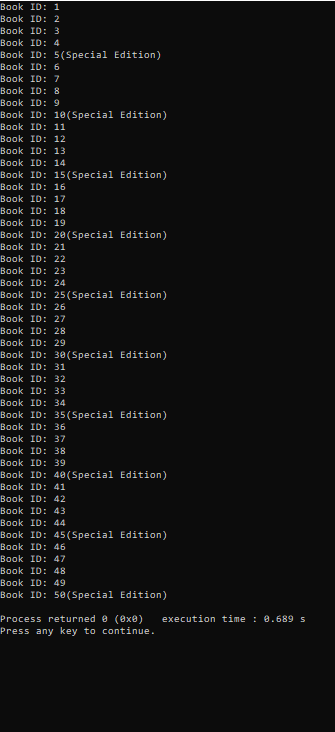 Book ID: 1
Book ID: 2
Book ID: 3
Book ID: 4
Book ID: 5(Special Edition)
Book ID: 6
Book ID: 7
Book ID: 8
Book ID: 9
Book ID: 10(Special Edition)
Book ID: 11
Book ID: 12
Book ID: 13
Book ID: 14
Book ID: 15(Special Edition)
Book ID: 16
Book ID: 17
Book ID: 18
Book ID: 19
Book ID: 20(Special Edition)
Book ID: 21
Book ID: 22
Book ID: 23
Book ID: 24
Book ID: 25(Special Edition)
Book ID: 26
Book ID: 27
Book ID: 28
Book ID: 29
Book ID: 30(Special Edition)
Book ID: 31
Book ID: 32
Book ID: 33
Book ID: 34
Book ID: 35(Special Edition)
Book ID: 36
Book ID: 37
Book ID: 38
Book ID: 39
Book ID: 40(Special Edition)
Book ID: 41
Book ID: 42
Book ID: 43
Book ID: 44
Book ID: 45(Special Edition)
Book ID: 46
Book ID: 47
Book ID: 48
Book ID: 49
Book ID: 50(Special Edition)
Process returned 0 (0x0)   execution time : 0.689 s
Press any key to continue.